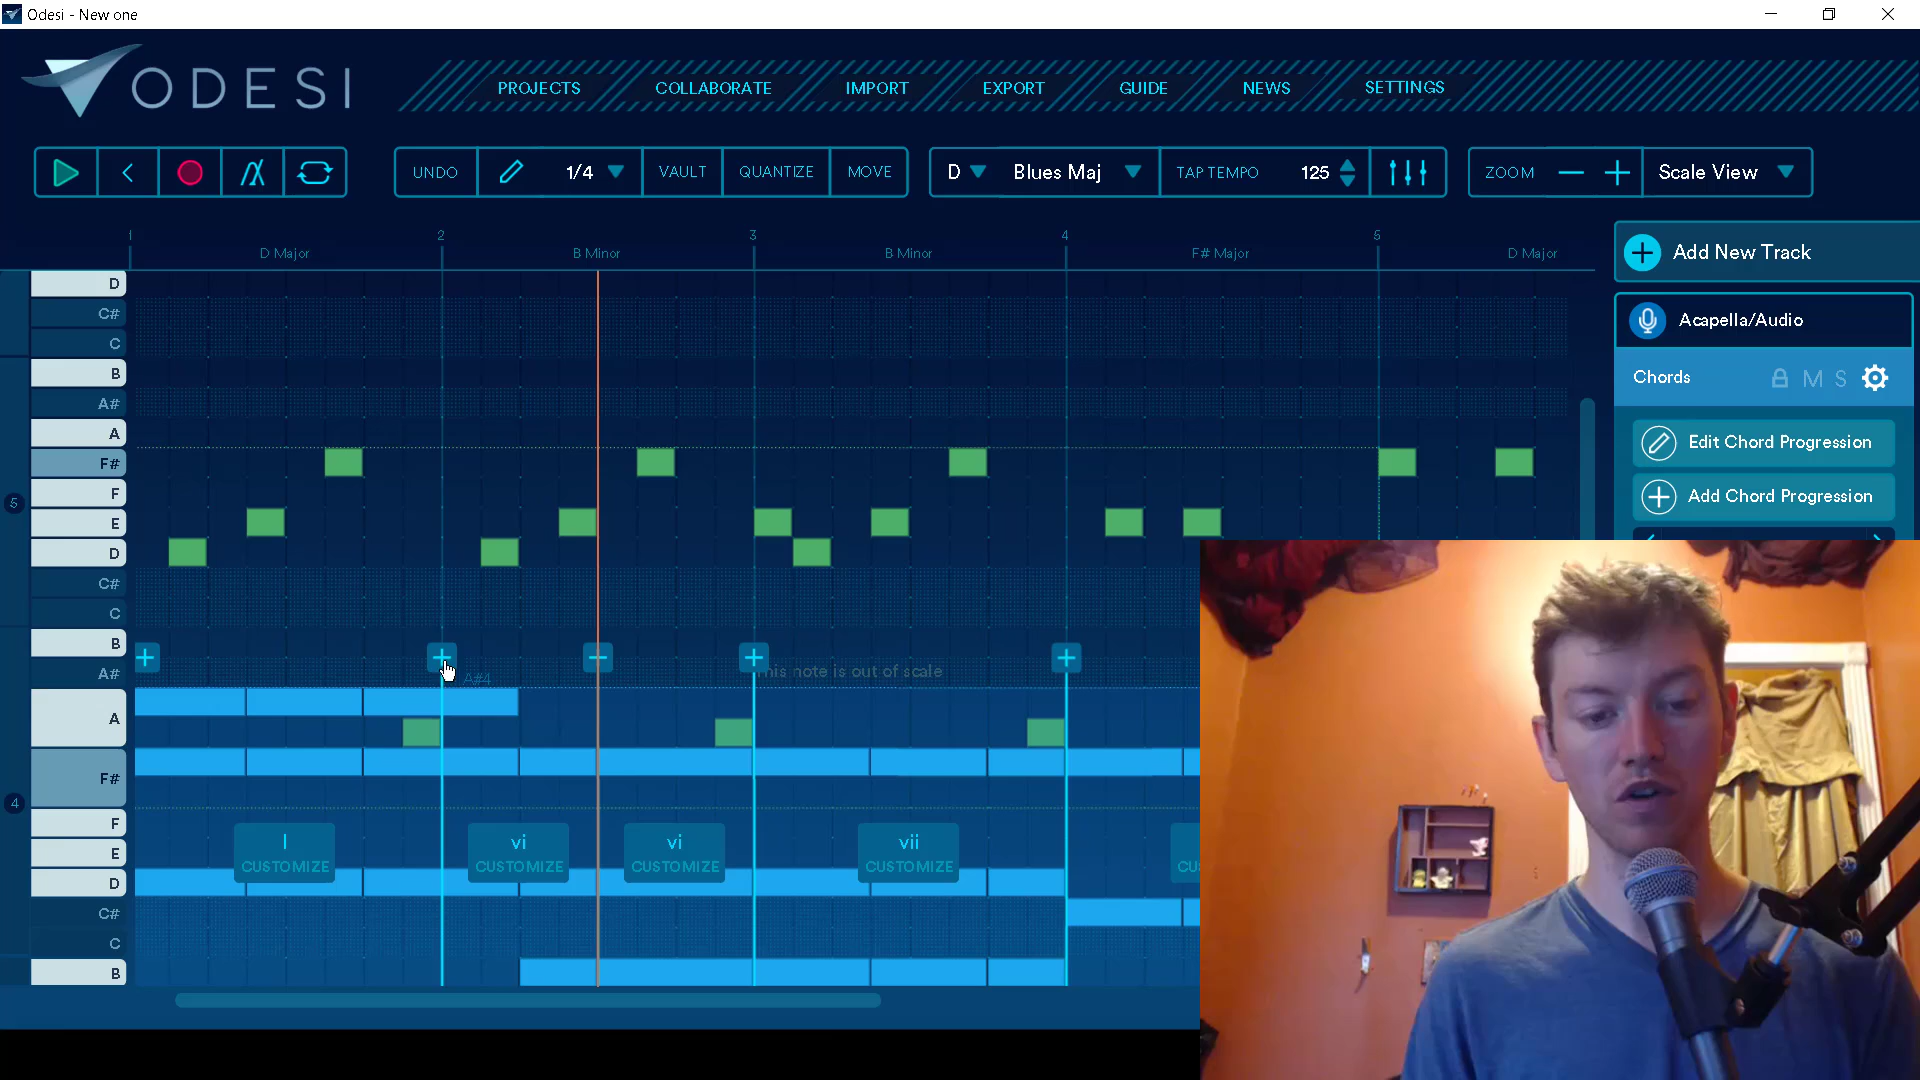 Odesi - New one
ODESI
PROJECTS COLLABORATE IMPORT EXPORT GUIDE NEWS SETTINGS
UNDO 1/4 VAULT QUANTIZE MOVE D Blues Maj TAP TEMPO 125 ZOOM Scale View
1 2 3 4 5
D Major B Minor B Minor F# Major D Major
Add New Track
Acapella/Audio
Chords M S
Edit Chord Progression
Add Chord Progression
D
C#
C
B
A#
A
F#
F
5
E
D
C#
C
B
A#
A#4
This note is out of scale
A
F#
4
F
I vi vi vii
E
CUSTOMIZE CUSTOMIZE CUSTOMIZE CUSTOMIZE CU
D
C#
C
B